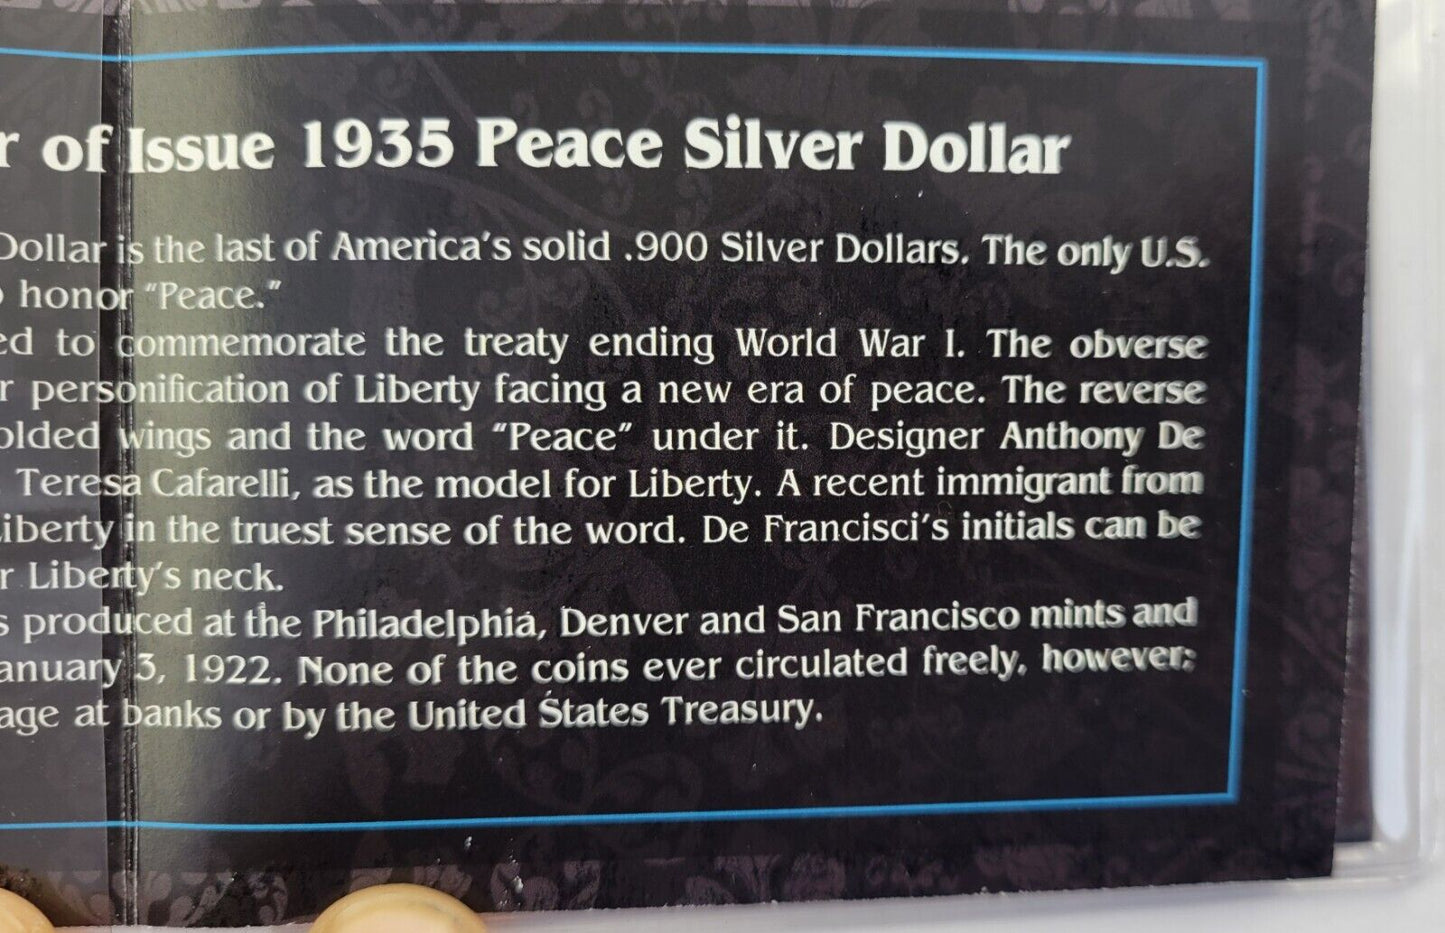 r of Issue 1935 Peace Silver Dollar
Dollar is the last of America's solid .900 Silver Dollars. The only U.S.
o honor "Peace."
ed to commemorate the treaty ending World War I. The obverse
r personification of Liberty facing a new era of peace. The reverse
olded wings and the word "Peace" under it. Designer Anthony De
Teresa Cafarelli, as the model for Liberty. A recent immigrant from
iberty in the truest sense of the word. De Francisci's initials can be
r Liberty's neck.
s produced at the Philadelphia, Denver and San Francisco mints and
anuary 3, 1922. None of the coins ever circulated freely, however;
age at banks or by the United States Treasury.